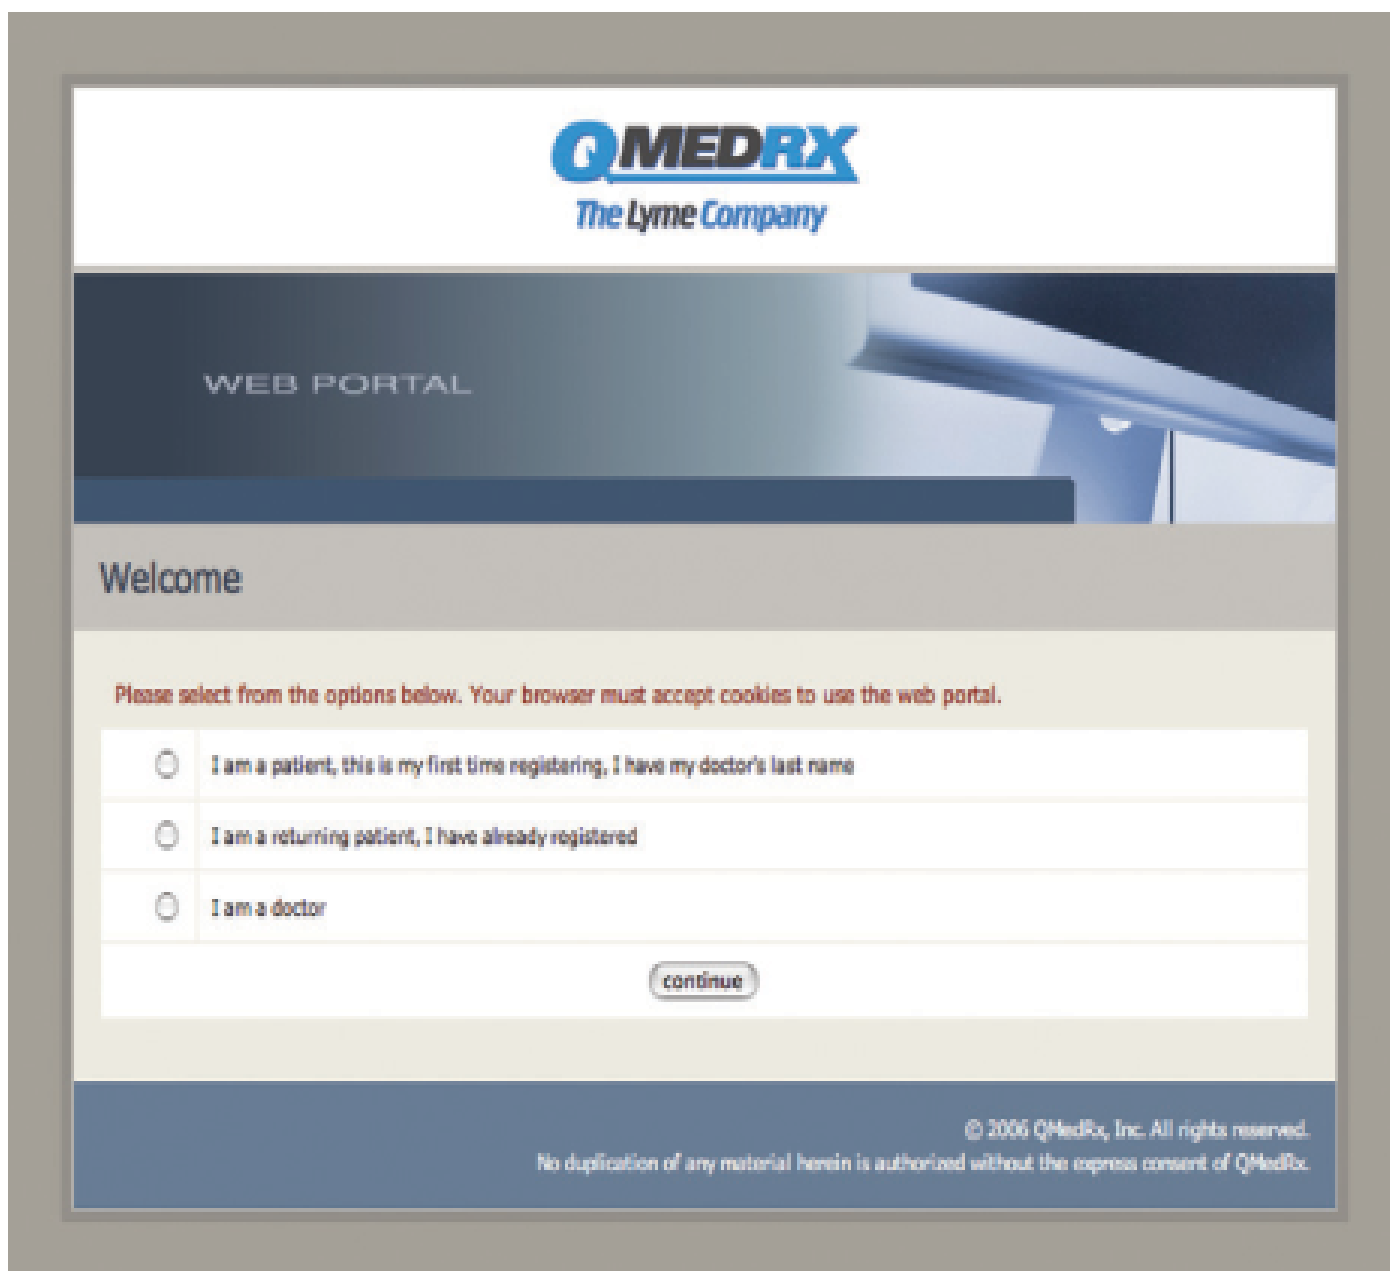 QMEDRX
The Lyme Company
WEB PORTAL
Welcome
Please select from the options below. Your browser must accept cookies to use the web portal.
I am a patient, this is my first time registering, I have my doctor's last name
I am a returning patient, I have already registered
I am a doctor
continue
© 2006 QMedRx, Inc. All rights reserved.
No duplication of any material herein is authorized without the express consent of QMedRx.